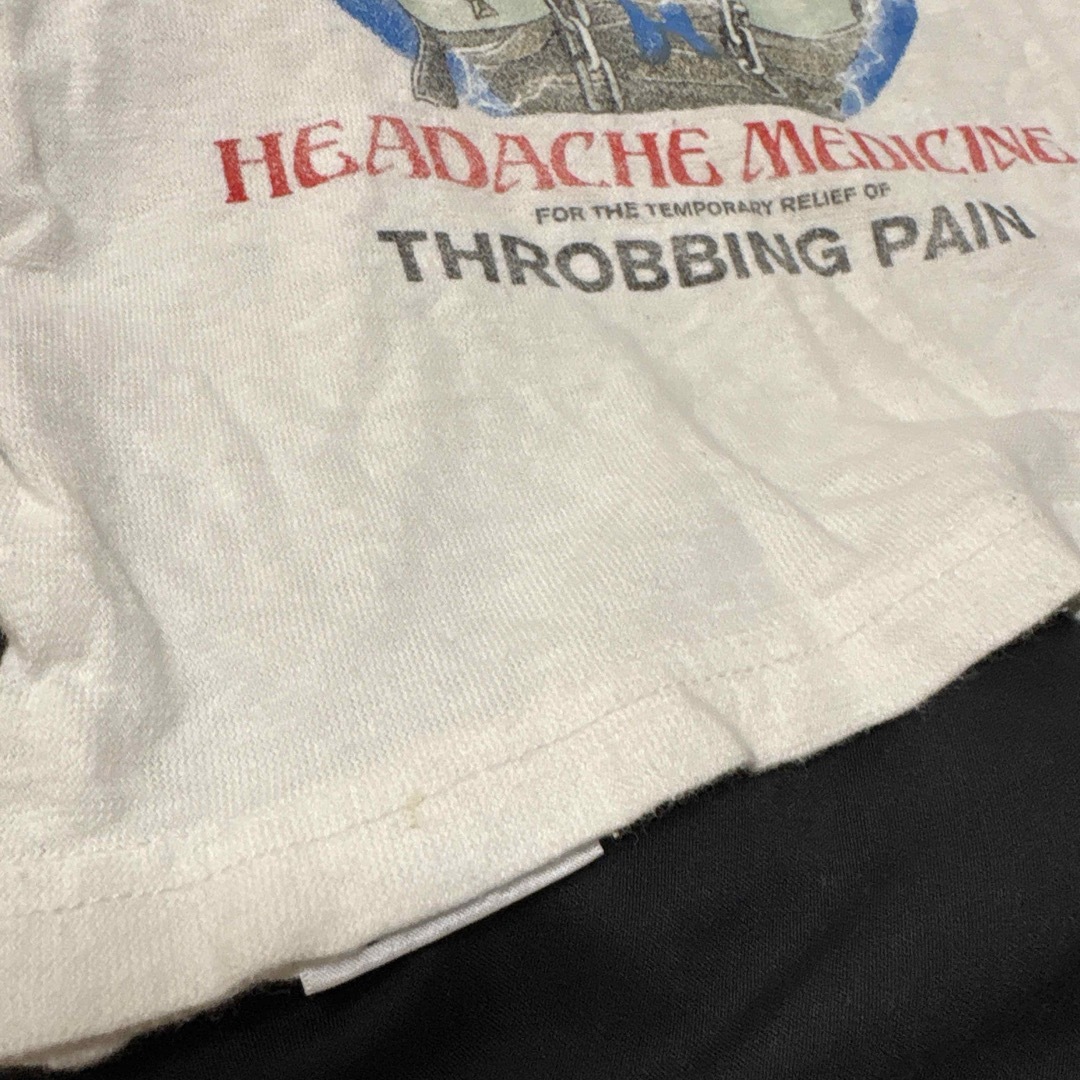 HEADACHE MEDICINE
FOR THE TEMPORARY RELIEF OF
THROBBING PAIN